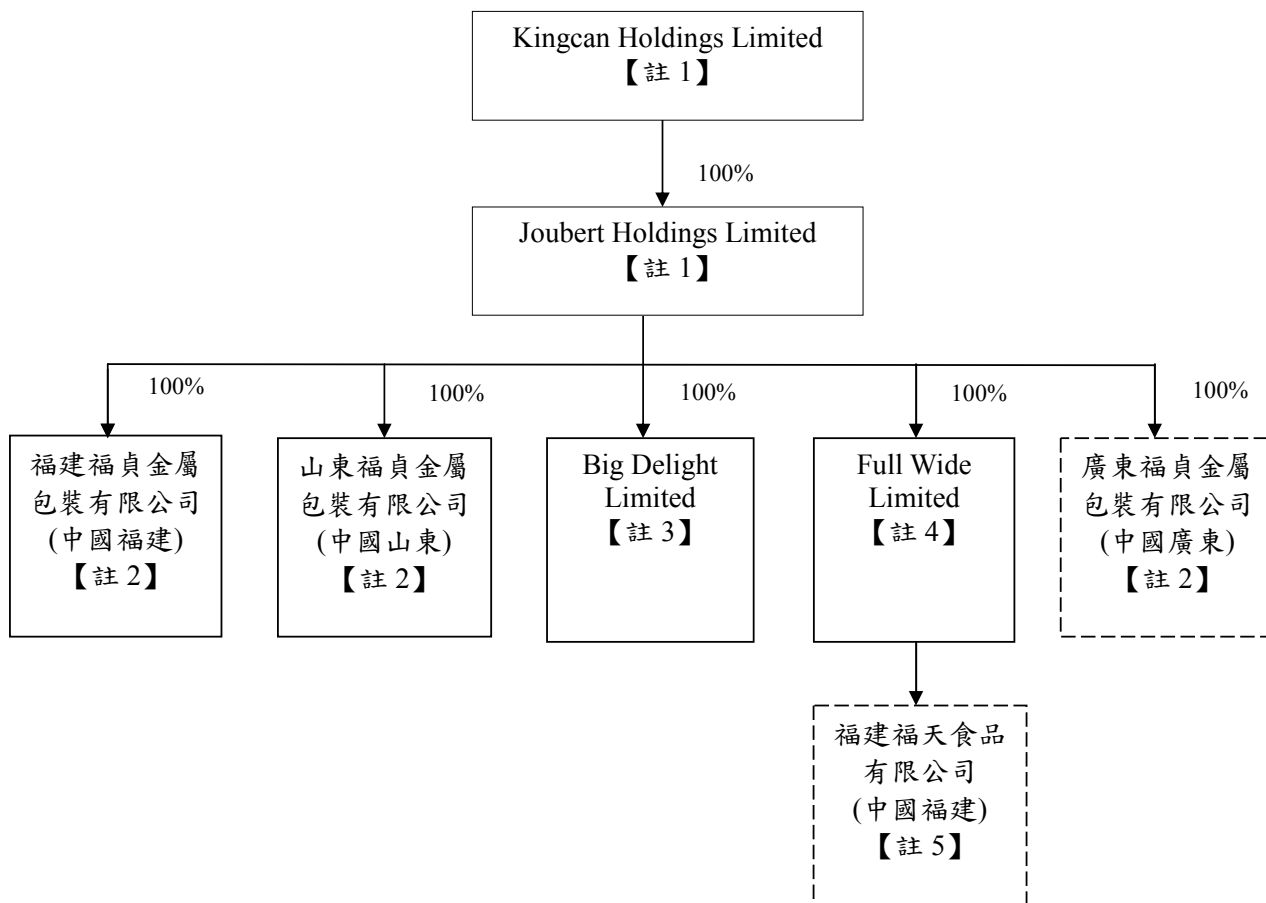 Kingcan Holdings Limited
【註 1】
100%
Joubert Holdings Limited
【註 1】
100%
100%
100%
100%
100%
福建福貞金屬
包裝有限公司
(中國福建)
【註 2】
山東福貞金屬
包裝有限公司
(中國山東)
【註 2】
Big Delight
Limited
【註 3】
Full Wide
Limited
【註 4】
廣東福貞金屬
包裝有限公司
(中國廣東)
【註 2】
福建福天食品
有限公司
(中國福建)
【註 5】